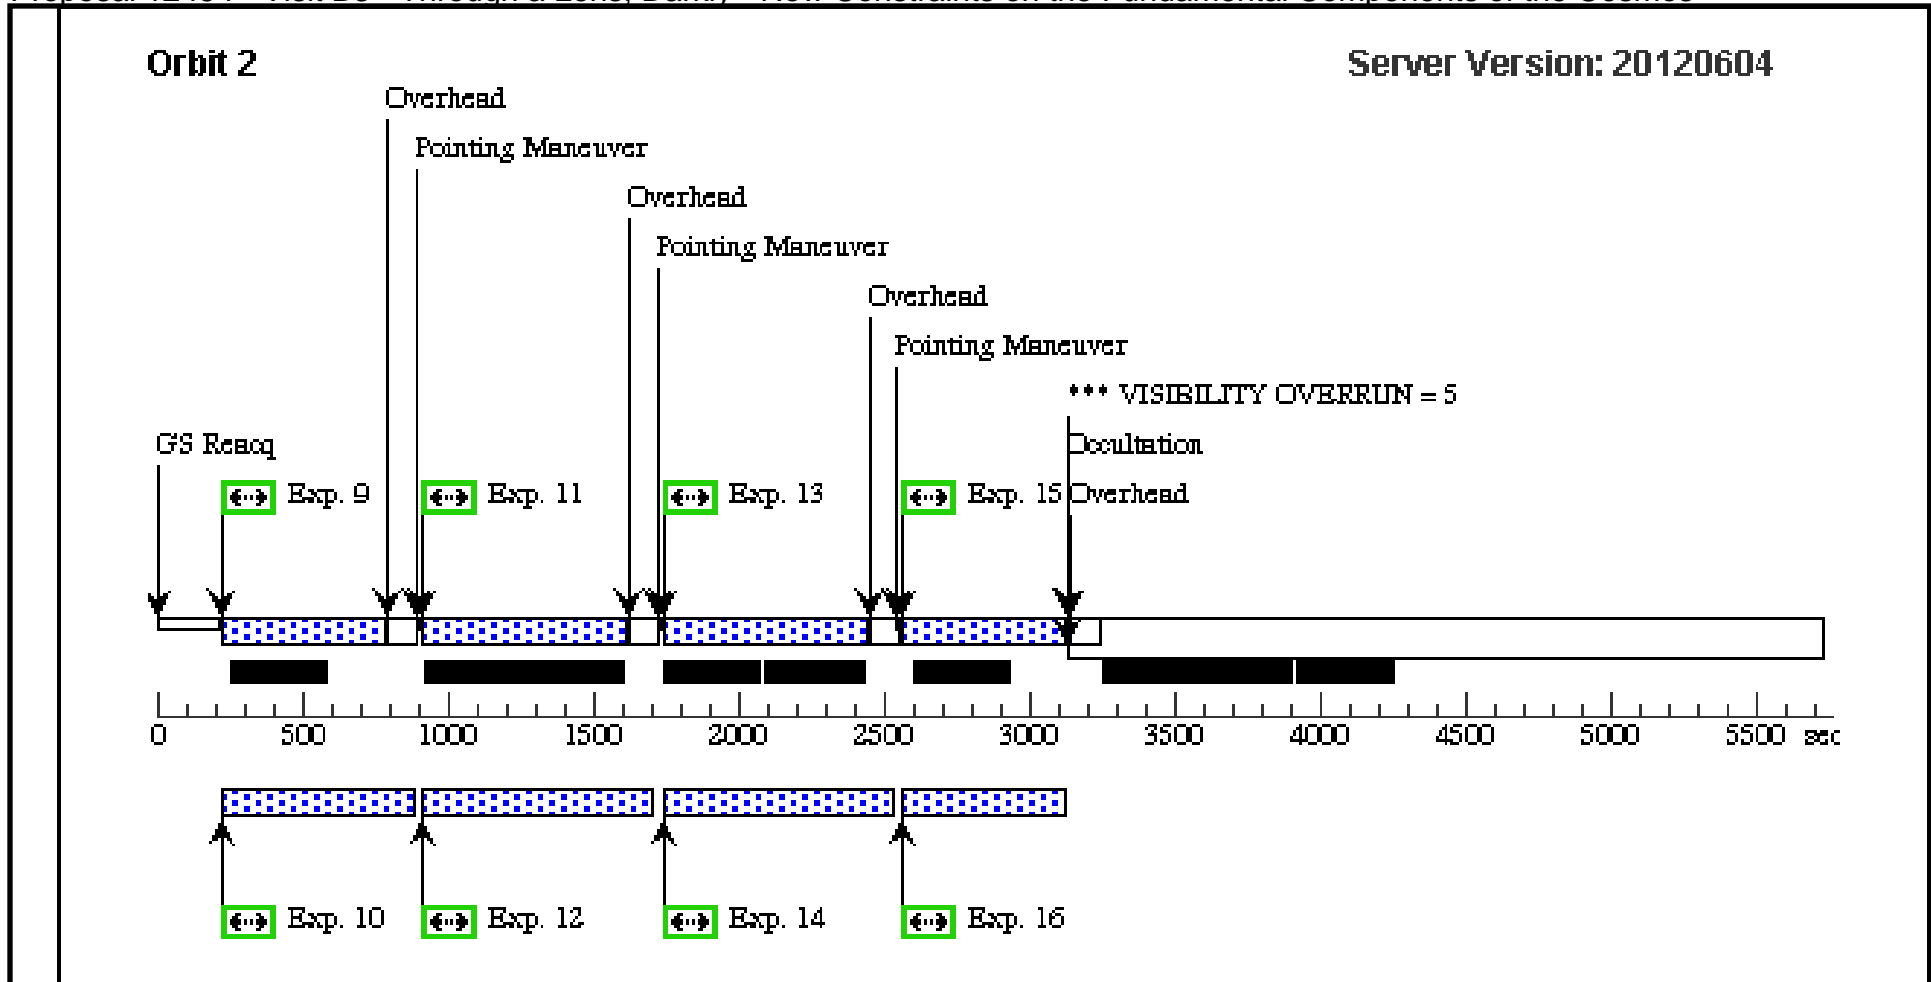 Orbit 2 Server Version: 20120604
Overhead
Pointing Maneuver
Overhead
Pointing Maneuver
Overhead
Pointing Maneuver
*** VISIBILITY OVERRUN = 5
GS Reacq Occultation
Exp. 9 Exp. 11 Exp. 13 Exp. 15 Overhead
0 500 1000 1500 2000 2500 3000 3500 4000 4500 5000 5500 sec
Exp. 10 Exp. 12 Exp. 14 Exp. 16